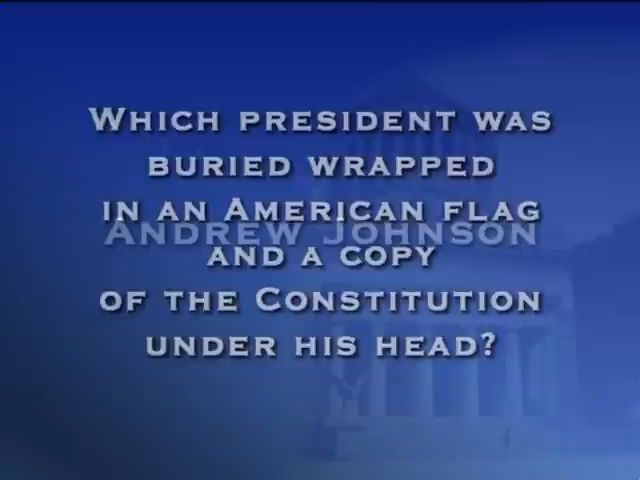 Which president was
buried wrapped
in an American flag
Andrew Johnson
and a copy
of the Constitution
under his head?